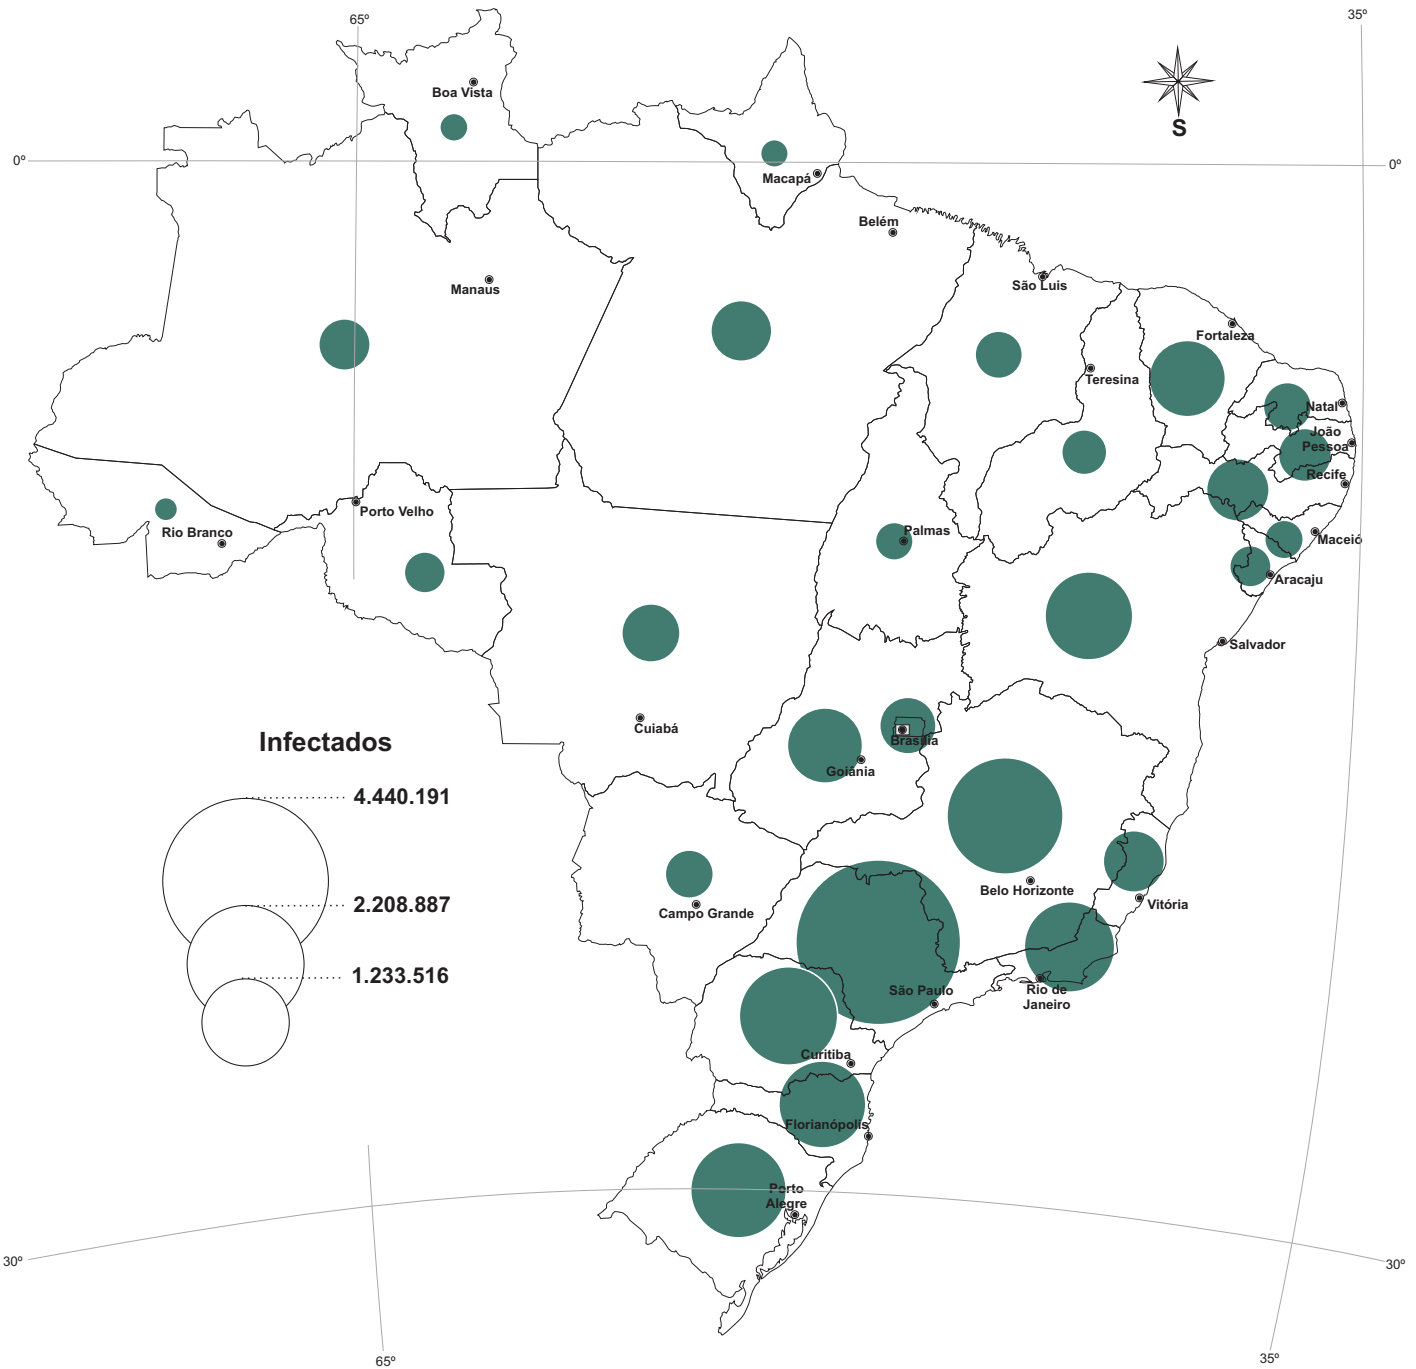 65º
35º
Boa Vista
S
0º
0º
Macapá
Belém
Manaus
São Luis
Fortaleza
Teresina
Natal
João
Pessoa
Recife
Porto Velho
Rio Branco
Palmas
Maceió
Aracaju
Salvador
Cuiabá
Brasília
Goiánia
Infectados
4.440.191
2.208.887
1.233.516
Belo Horizonte
Vitória
Campo Grande
São Paulo
Rio de
Janeiro
Curitiba
Florianópolis
Porto
Alegre
30º
30º
65º
35º